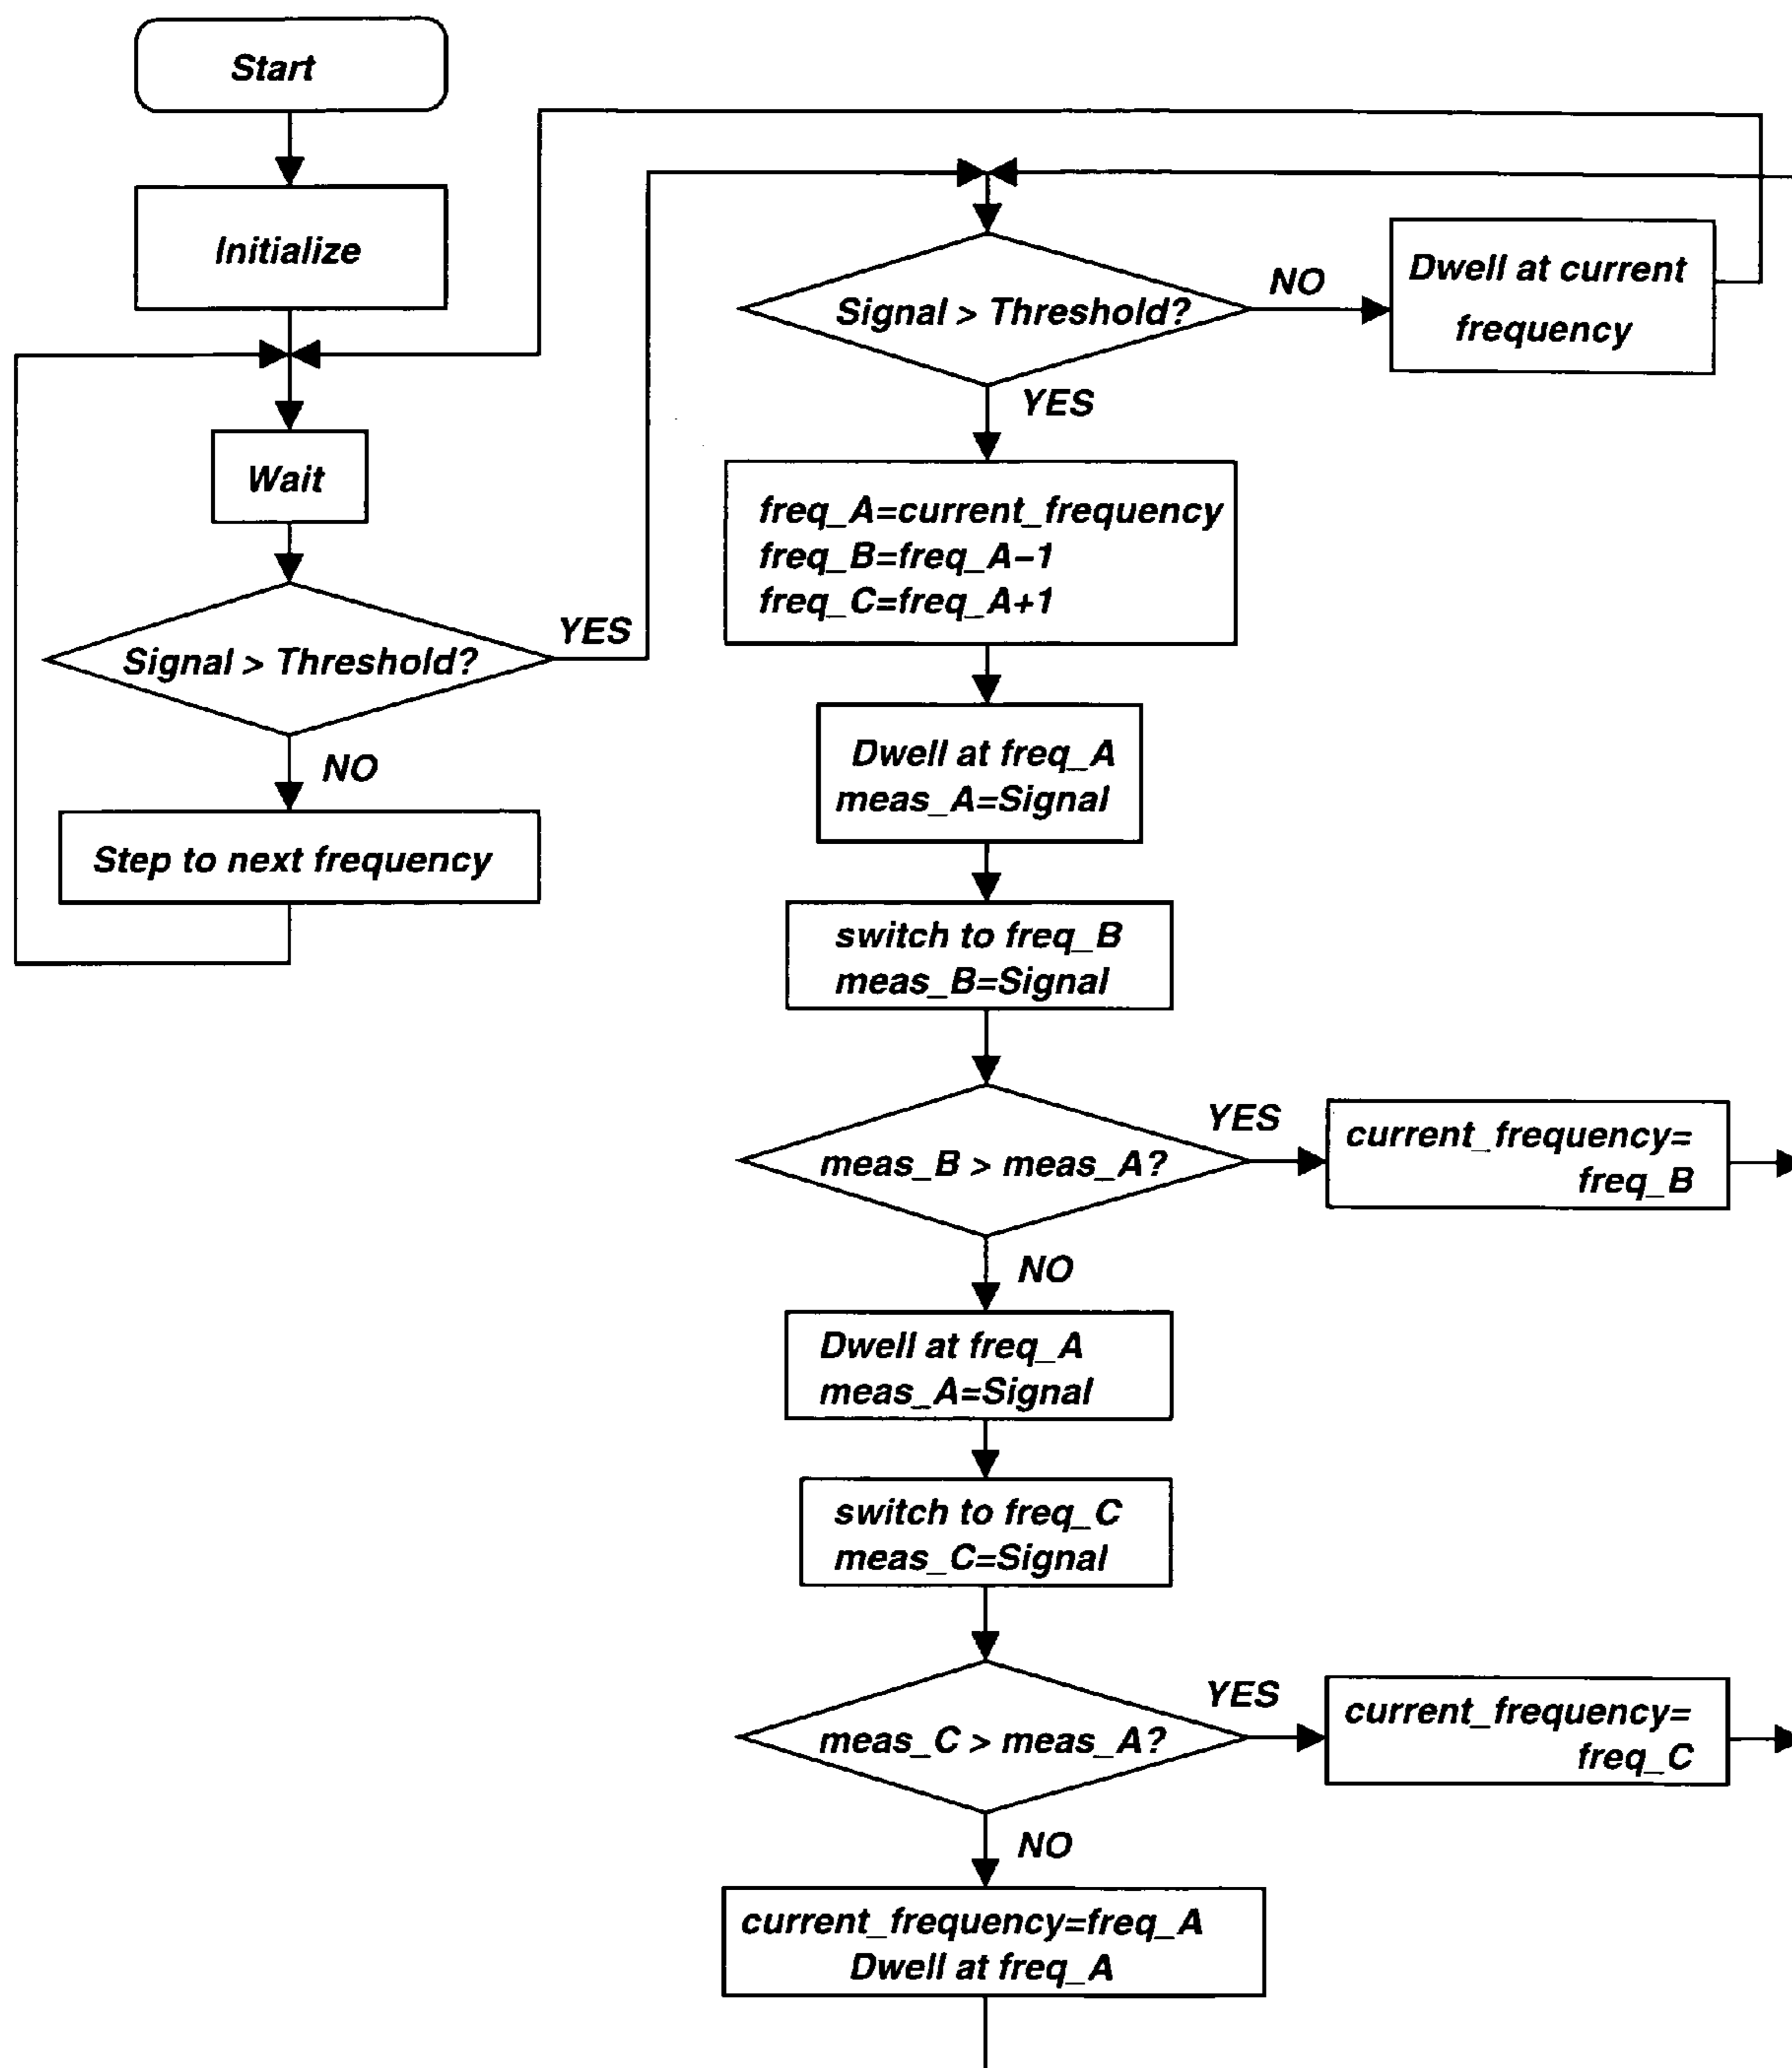 Start
Initialize
Wait
Signal > Threshold?
YES
NO
Step to next frequency
Signal > Threshold?
NO
Dwell at current
frequency
YES
freq_A=current_frequency
freq_B=freq_A–1
freq_C=freq_A+1
Dwell at freq_A
meas_A=Signal
switch to freq_B
meas_B=Signal
meas_B > meas_A?
YES
current_frequency=
freq_B
NO
Dwell at freq_A
meas_A=Signal
switch to freq_C
meas_C=Signal
meas_C > meas_A?
YES
current_frequency=
freq_C
NO
current_frequency=freq_A
Dwell at freq_A